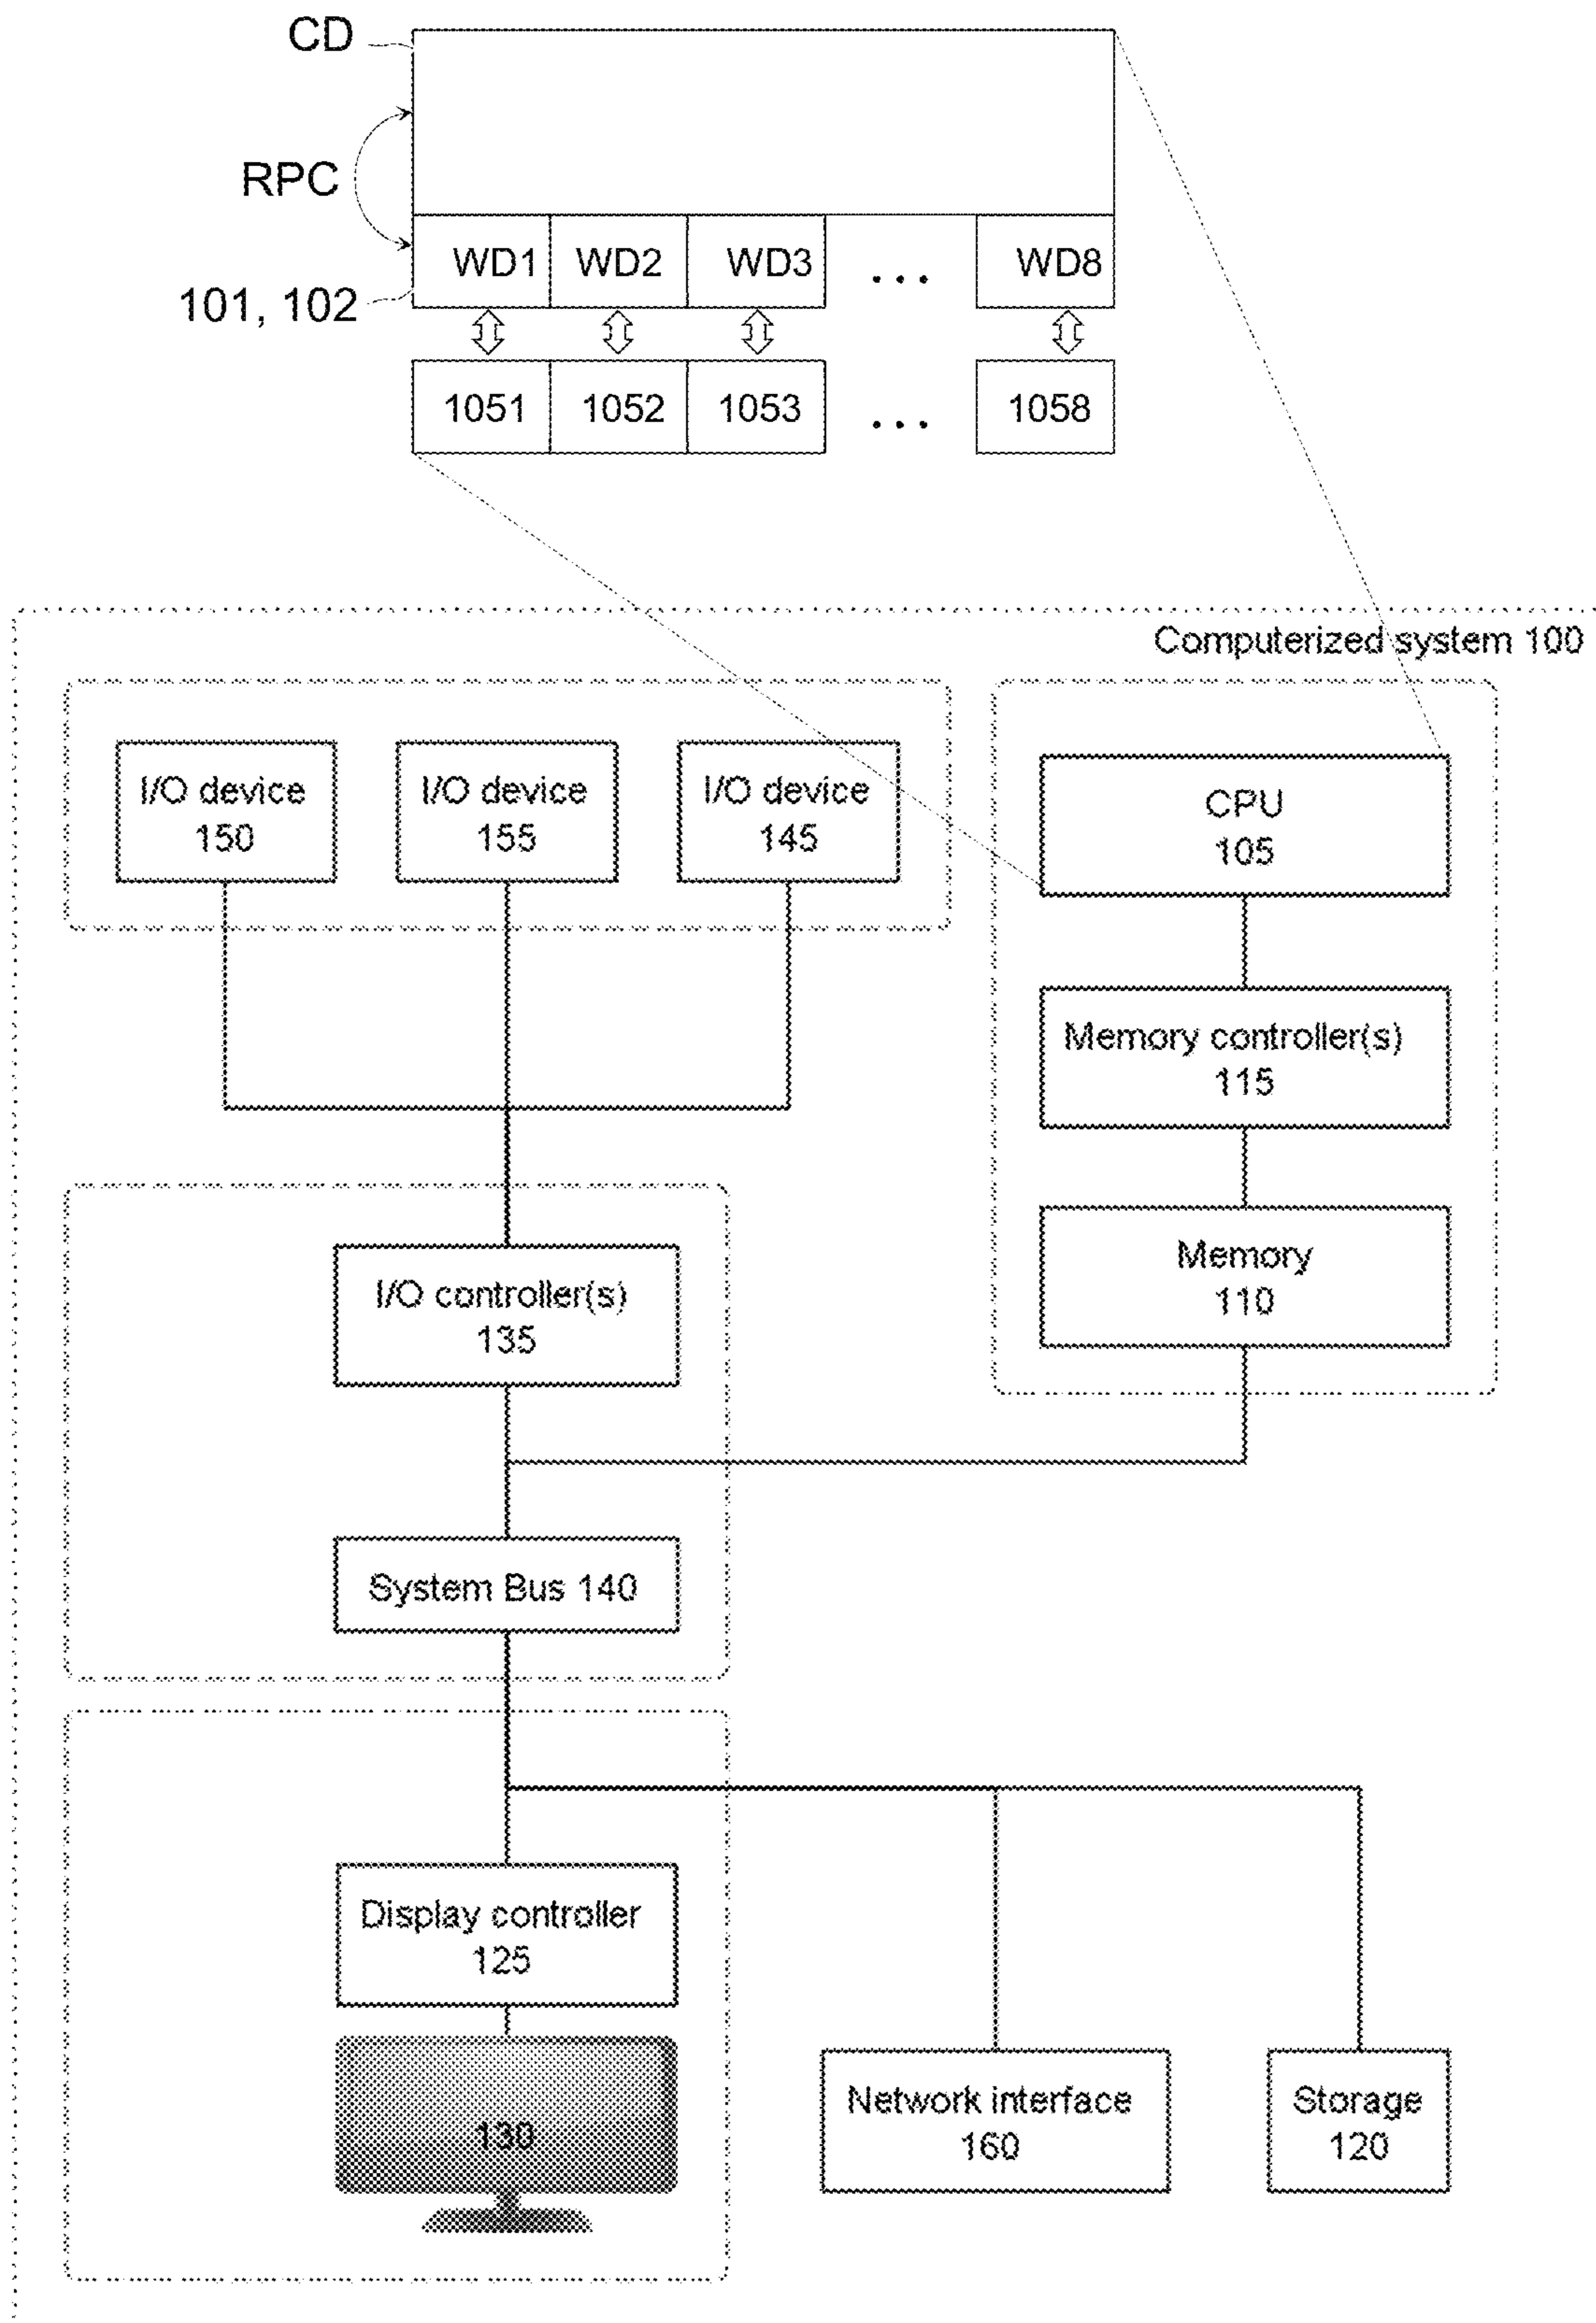 CD
RPC
WD1 WD2 WD3 ... WD8
101, 102
1051 1052 1053 ... 1058
Computerized system 100
I/O device
150
I/O device
155
I/O device
145
CPU
105
Memory controller(s)
115
Memory
110
I/O controller(s)
135
System Bus 140
Display controller
125
130
Network interface
160
Storage
120